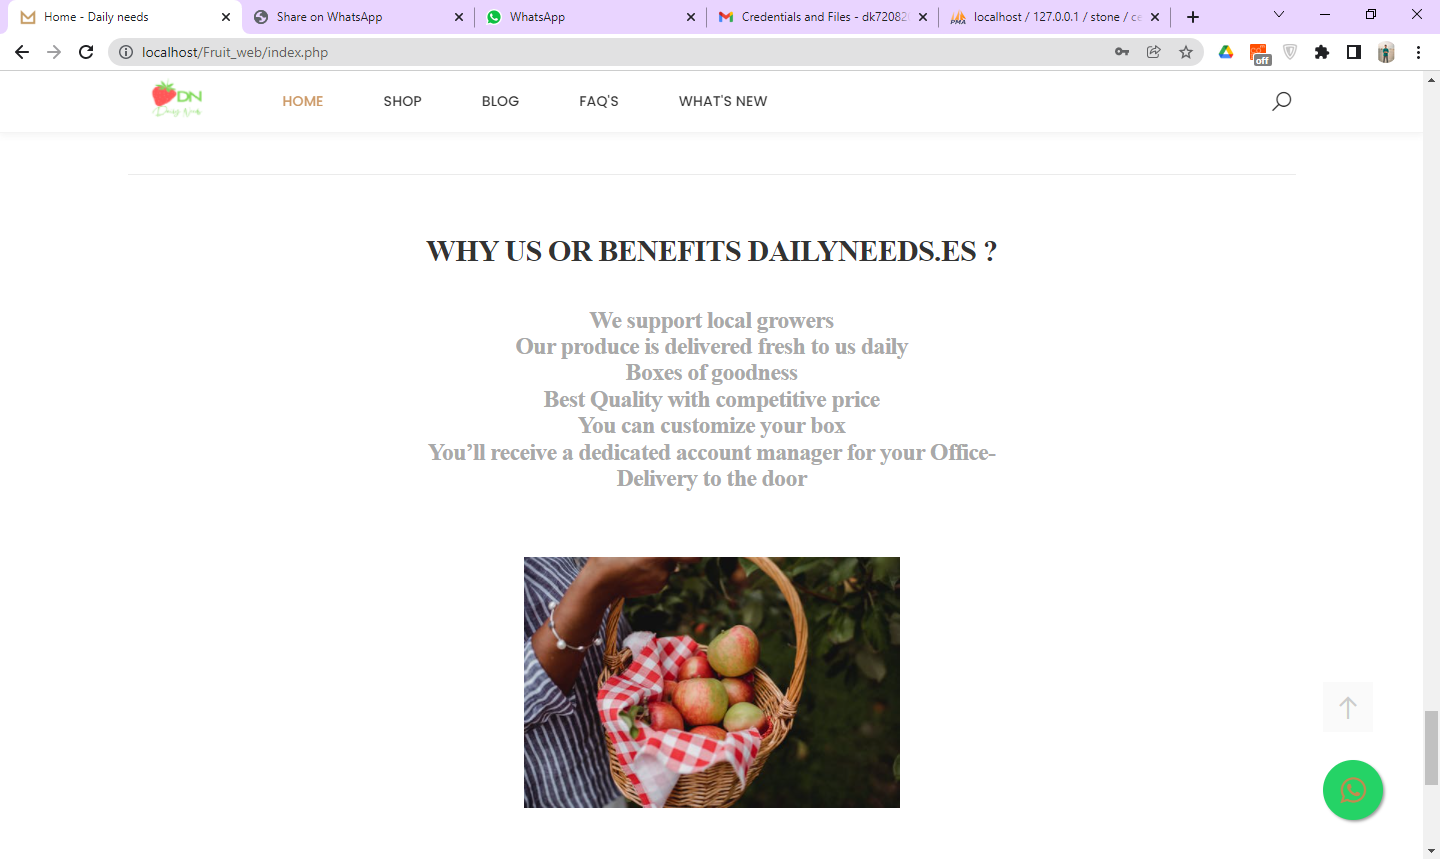 Home - Daily needs
Share on WhatsApp
WhatsApp
Credentials and Files - dk72082
localhost / 127.0.0.1 / stone / ce
PMA
localhost/Fruit_web/index.php
off
DN
Daily Needs
HOME
SHOP
BLOG
FAQ'S
WHAT'S NEW
WHY US OR BENEFITS DAILYNEEDS.ES ?
We support local growers
Our produce is delivered fresh to us daily
Boxes of goodness
Best Quality with competitive price
You can customize your box
You’ll receive a dedicated account manager for your Office-
Delivery to the door